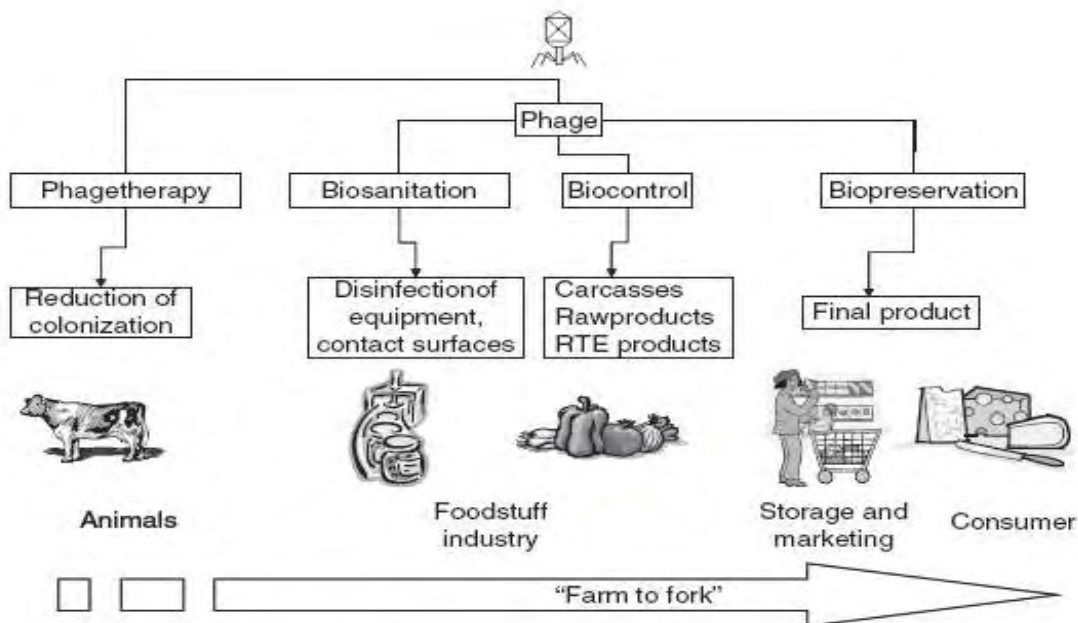 Phage
Phagetherapy
Biosanitation
Biocontrol
Biopreservation
Reduction of
colonization
Disinfectionof
equipment,
contact surfaces
Carcasses
Rawproducts
RTE products
Final product
Animals
Foodstuff
industry
Storage and
marketing
Consumer
“Farm to fork”